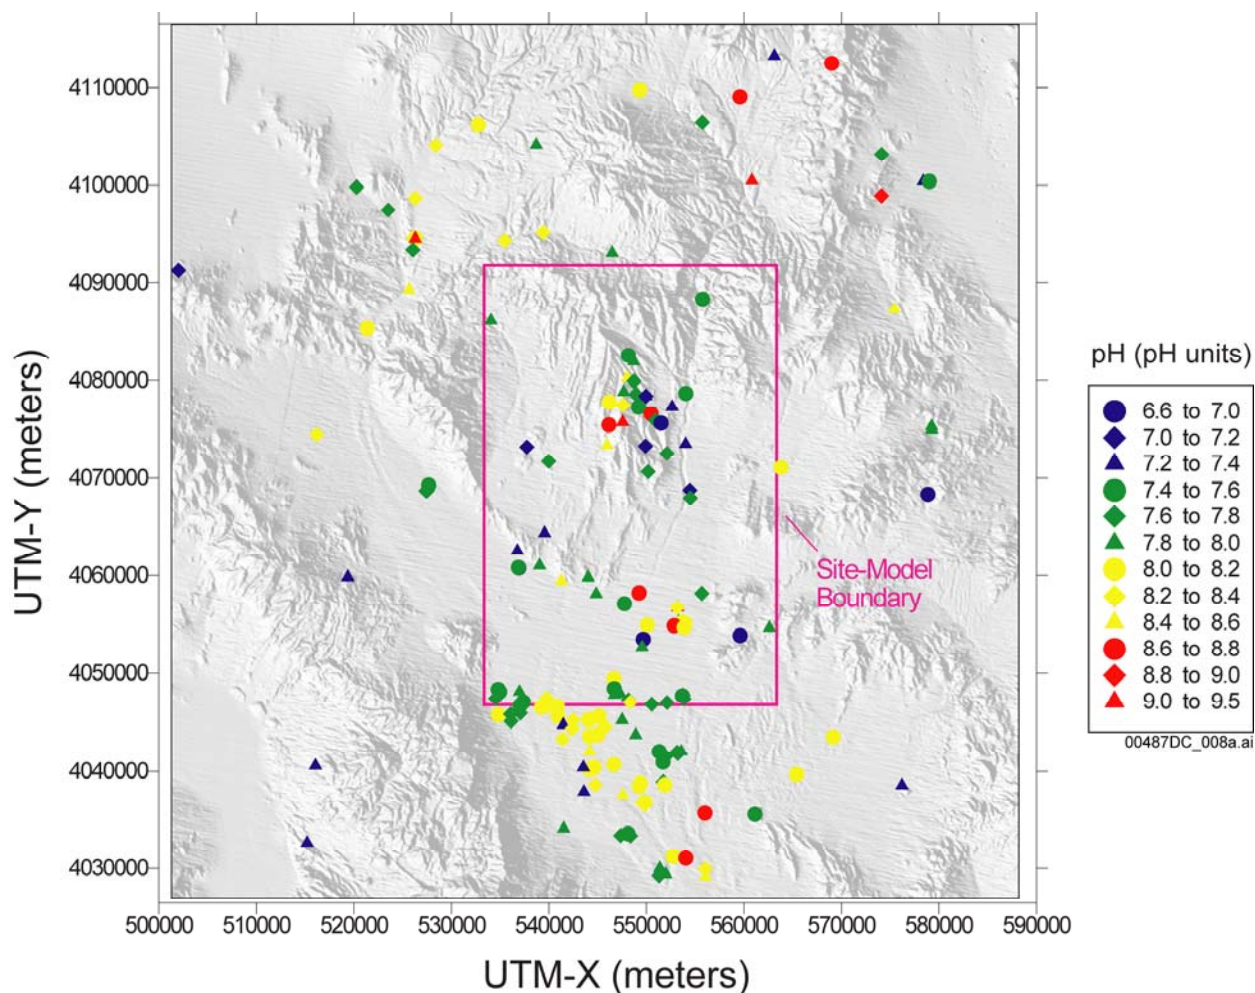 4110000
4100000
4090000
4080000
4070000
4060000
4050000
4040000
4030000
UTM-Y (meters)
500000 510000 520000 530000 540000 550000 560000 570000 580000 590000
UTM-X (meters)
Site-Model
Boundary
pH (pH units)
6.6 to 7.0
7.0 to 7.2
7.2 to 7.4
7.4 to 7.6
7.6 to 7.8
7.8 to 8.0
8.0 to 8.2
8.2 to 8.4
8.4 to 8.6
8.6 to 8.8
8.8 to 9.0
9.0 to 9.5
00487DC_008a.ai